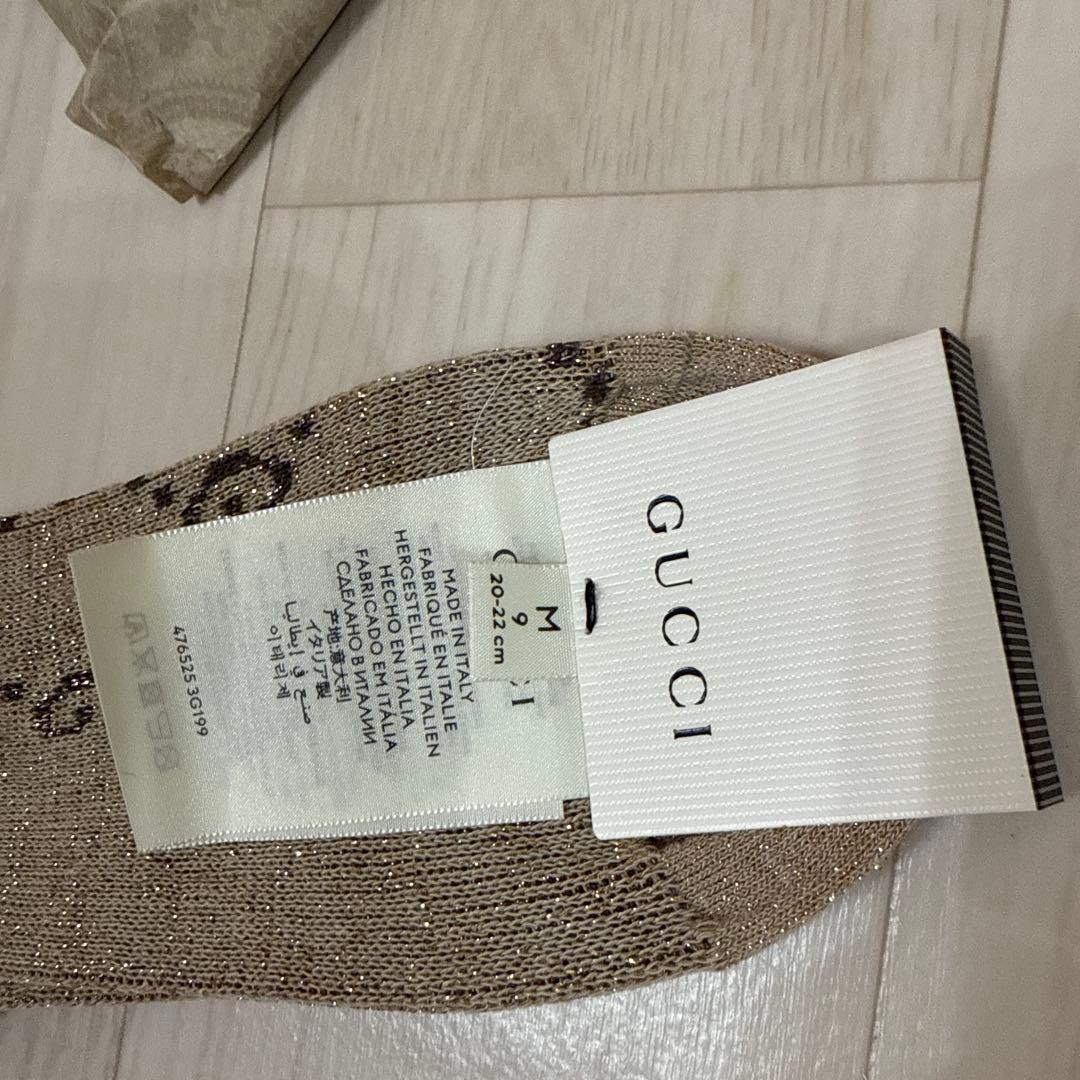 GUCCI
M
9
20-22 cm
MADE IN ITALY
FABRIQUÉ EN ITALIE
HERGESTELLT IN ITALIEN
HECHO EN ITALIA
FABRICADO EM ITÁLIA
СДЕЛАНО В ИТАЛИИ
产地:意大利
イタリア製
صنع في إيطاليا
이태리제
476525 3G199